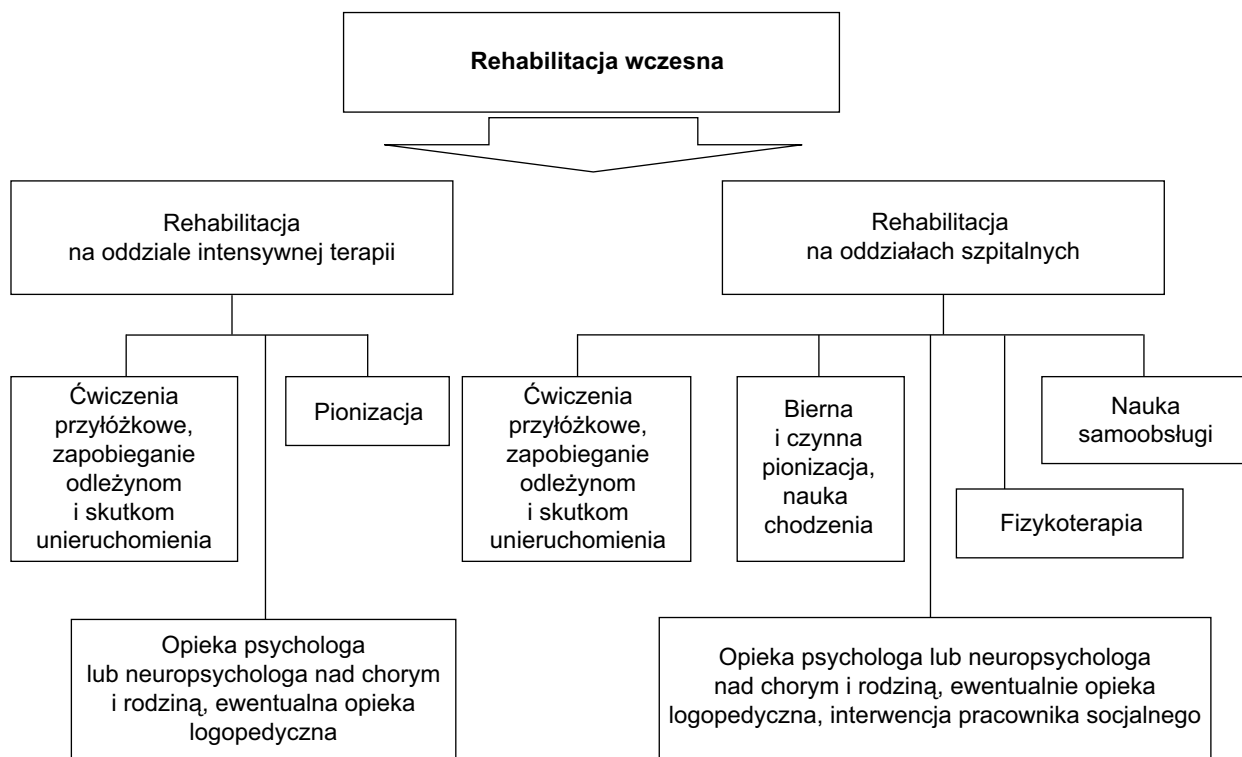 Rehabilitacja wczesna
Rehabilitacja
na oddziale intensywnej terapii
Rehabilitacja
na oddziałach szpitalnych
Ćwiczenia
przyłóżkowe,
zapobieganie
odleżynom
i skutkom
unieruchomienia
Pionizacja
Ćwiczenia
przyłóżkowe,
zapobieganie
odleżynom
i skutkom
unieruchomienia
Bierna
i czynna
pionizacja,
nauka
chodzenia
Nauka
samoobsługi
Fizykoterapia
Opieka psychologa
lub neuropsychologa nad chorym
i rodziną, ewentualna opieka
logopedyczna
Opieka psychologa lub neuropsychologa
nad chorym i rodziną, ewentualnie opieka
logopedyczna, interwencja pracownika socjalnego